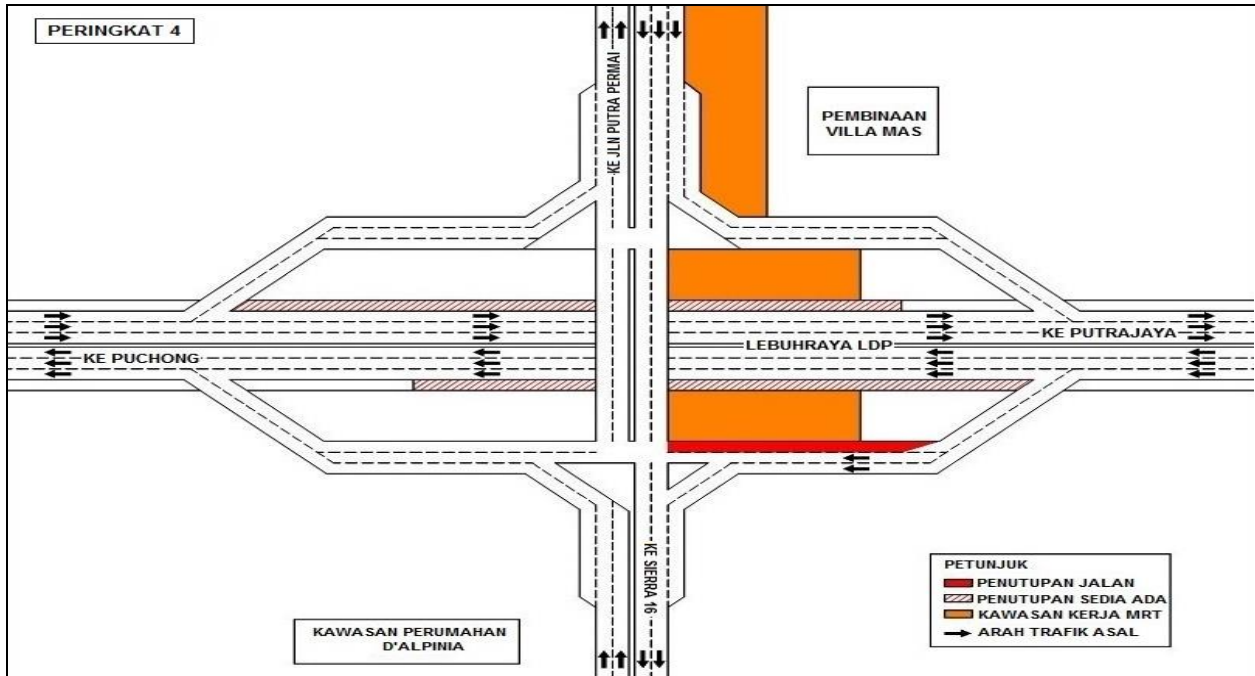 PERINGKAT 4
KE JLN PUTRA PERMAI
PEMBINAAN
VILLA MAS
KE PUCHONG
LEBUHRAYA LDP
KE PUTRAJAYA
KE SIERRA 16
KAWASAN PERUMAHAN
D'ALPINIA
PETUNJUK
PENUTUPAN JALAN
PENUTUPAN SEDIA ADA
KAWASAN KERJA MRT
ARAH TRAFIK ASAL